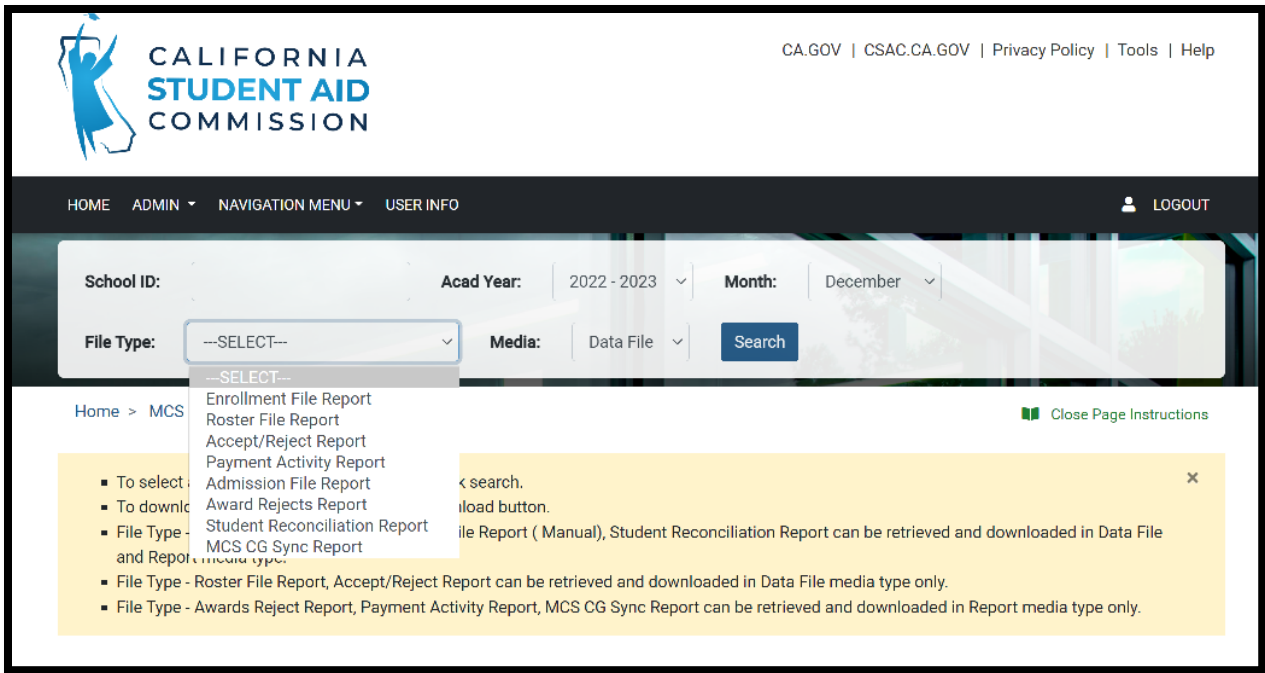 CALIFORNIA
STUDENT AID
COMMISSION
CA.GOV | CSAC.CA.GOV | Privacy Policy | Tools | Help
HOME ADMIN NAVIGATION MENU USER INFO LOGOUT
School ID: Acad Year: 2022 - 2023 Month: December
File Type: ---SELECT--- Media: Data File Search
---SELECT---
Enrollment File Report
Roster File Report
Accept/Reject Report
Payment Activity Report
Admission File Report
Award Rejects Report
Student Reconciliation Report
MCS CG Sync Report
Home > MCS
Close Page Instructions
▪ To select search. ×
▪ To button.
▪ File Type - Report ( Manual), Student Reconciliation Report can be retrieved and downloaded in Data File
and type.
▪ File Type - Roster File Report, Accept/Reject Report can be retrieved and downloaded in Data File media type only.
▪ File Type - Awards Reject Report, Payment Activity Report, MCS CG Sync Report can be retrieved and downloaded in Report media type only.